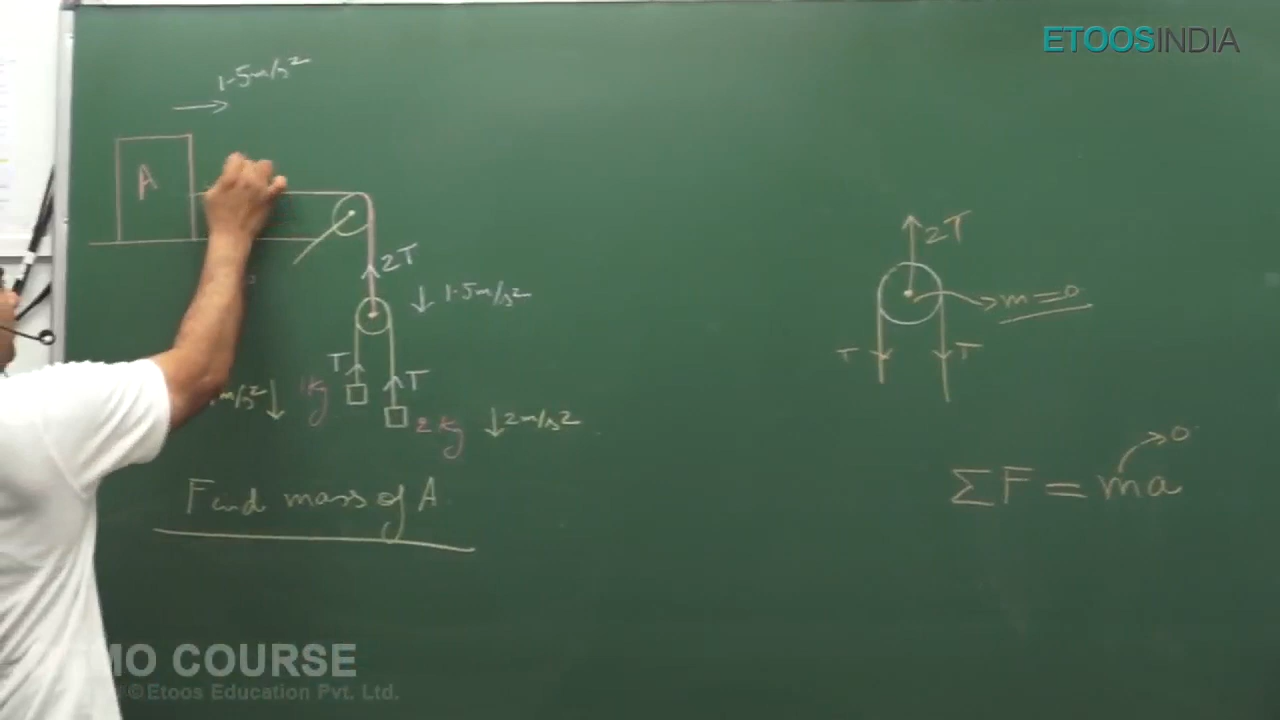 ETOOSINDIA
1.5m/s²
A
2T
1.5m/s²
T
T
m/s²
1kg
2kg
2m/s²
Find mass of A
2T
m=0
T
T
0
ΣF = ma
MO COURSE
©Etoos Education Pvt. Ltd.